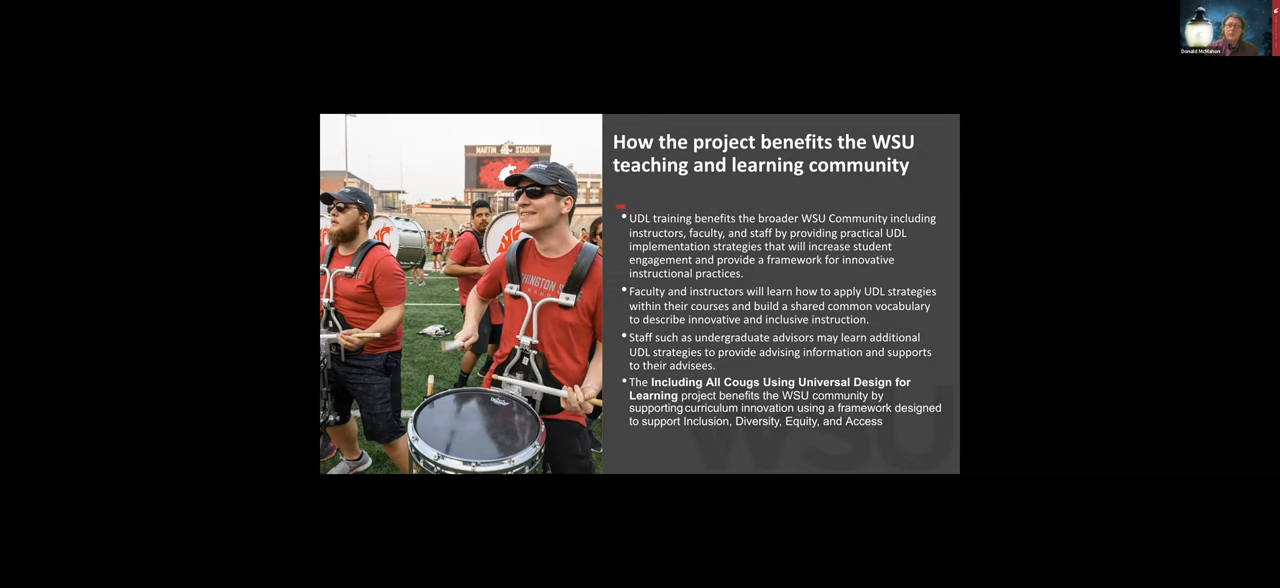 Donald McMahon
How the project benefits the WSU
teaching and learning community
MARTIN STADIUM
UDL training benefits the broader WSU Community including
instructors, faculty, and staff by providing practical UDL
implementation strategies that will increase student
engagement and provide a framework for innovative
instructional practices.
Faculty and instructors will learn how to apply UDL strategies
within their courses and build a shared common vocabulary
to describe innovative and inclusive instruction.
Staff such as undergraduate advisors may learn additional
UDL strategies to provide advising information and supports
to their advisees.
The Including All Cougs Using Universal Design for
Learning project benefits the WSU community by
supporting curriculum innovation using a framework designed
to support Inclusion, Diversity, Equity, and Access
WSU